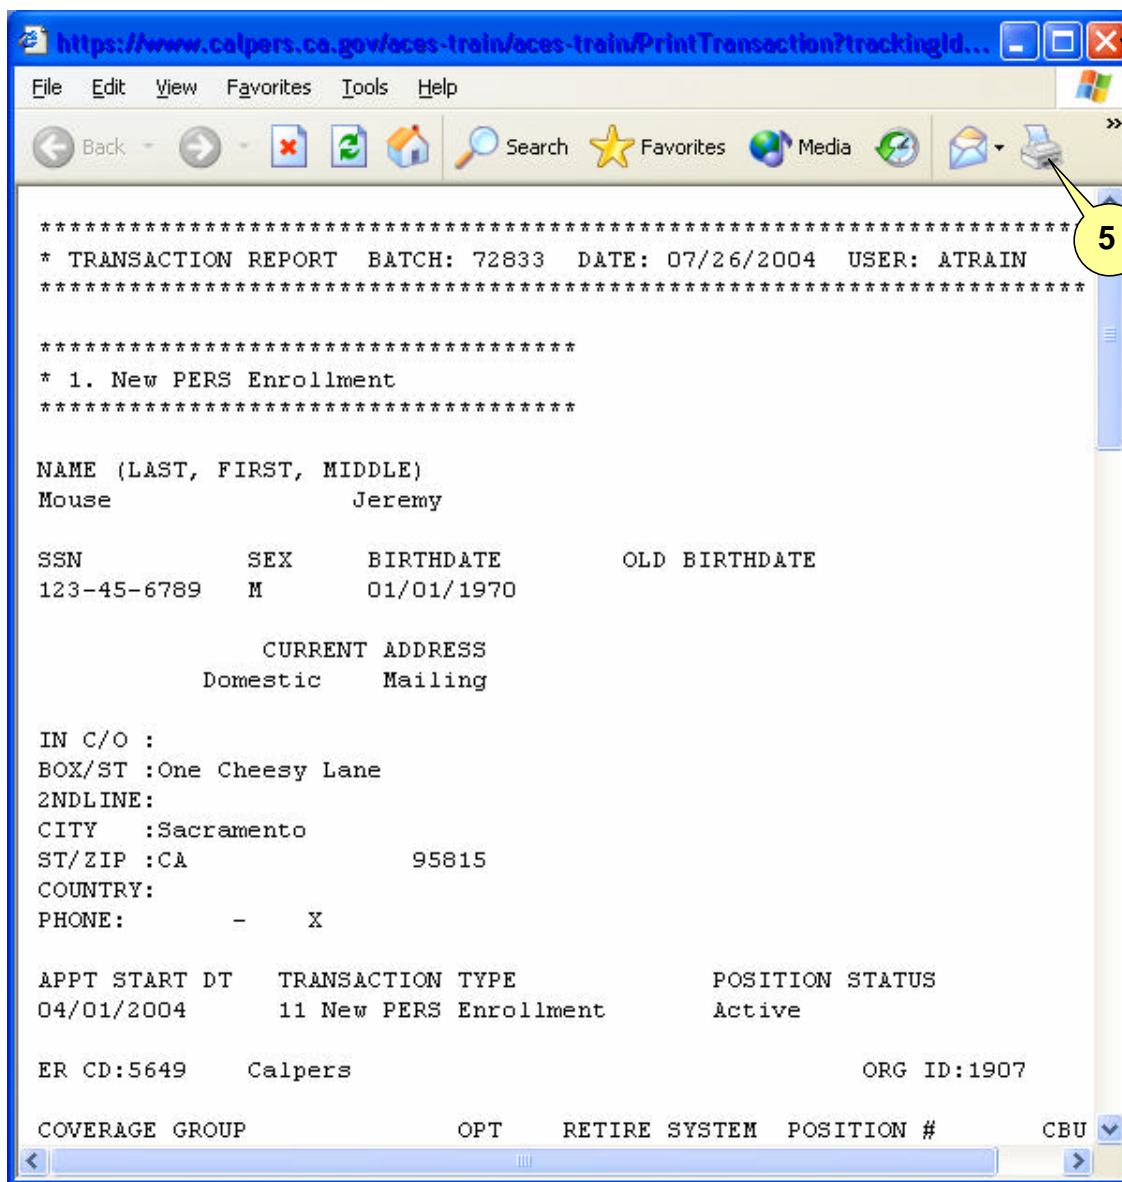 https://www.calpers.ca.gov/aces-train/aces-train/PrintTransaction?trackingId...
File Edit View Favorites Tools Help
Back Search Favorites Media »
5
***********************************************************************
* TRANSACTION REPORT BATCH: 72833 DATE: 07/26/2004 USER: ATRAIN
***********************************************************************
************************************
* 1. New PERS Enrollment
************************************
NAME (LAST, FIRST, MIDDLE)
Mouse Jeremy
SSN SEX BIRTHDATE OLD BIRTHDATE
123-45-6789 M 01/01/1970
CURRENT ADDRESS
Domestic Mailing
IN C/O :
BOX/ST :One Cheesy Lane
2NDLINE:
CITY :Sacramento
ST/ZIP :CA 95815
COUNTRY:
PHONE: - X
APPT START DT TRANSACTION TYPE POSITION STATUS
04/01/2004 11 New PERS Enrollment Active
ER CD:5649 Calpers ORG ID:1907
COVERAGE GROUP OPT RETIRE SYSTEM POSITION # CBU